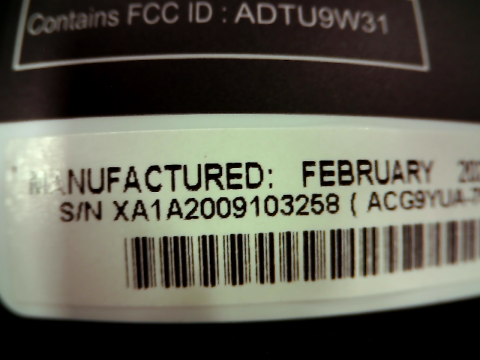 Contains FCC ID : ADTU9W31
MANUFACTURED: FEBRUARY
S/N XA1A2009103258 ( ACG9YUA-